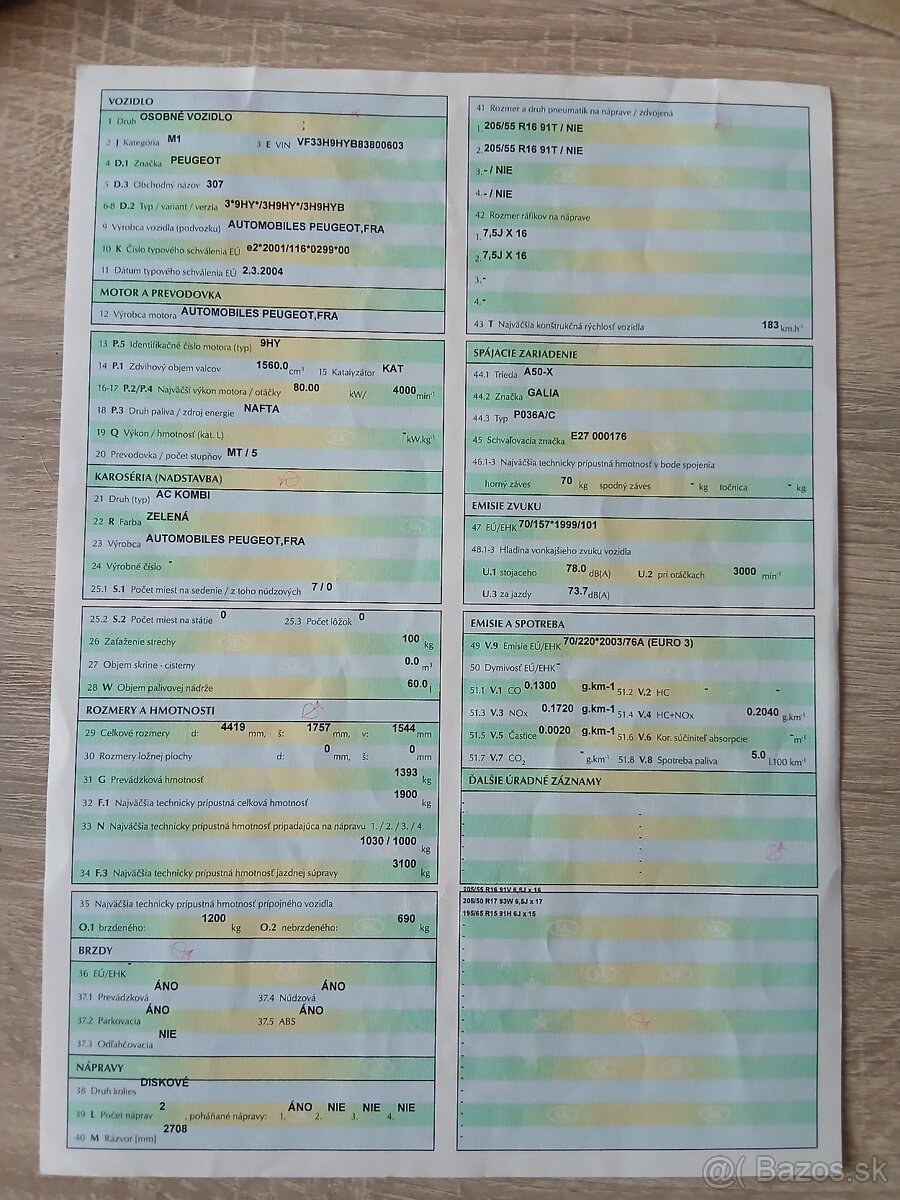 VOZIDLO
1 Druh OSOBNÉ VOZIDLO
2 J Kategória M1 3 E VIN VF33H9HYB83800603
4 D.1 Značka PEUGEOT
5 D.3 Obchodný názov 307
6-8 D.2 Typ / variant / verzia 3*9HY*/3H9HY*/3H9HYB
9 Výrobca vozidla (podvozku) AUTOMOBILES PEUGEOT,FRA
10 K Číslo typového schválenia EÚ e2*2001/116*0299*00
11 Dátum typového schválenia EÚ 2.3.2004
MOTOR A PREVODOVKA
12 Výrobca motora AUTOMOBILES PEUGEOT,FRA
13 P.5 Identifikačné číslo motora (typ) 9HY
14 P.1 Zdvihový objem valcov 1560.0 cm³ 15 Katalyzátor KAT
16-17 P.2/P.4 Najväčší výkon motora / otáčky 80.00 kW/ 4000 min⁻¹
18 P.3 Druh paliva / zdroj energie NAFTA
19 Q Výkon / hmotnosť (kat. L) - kW.kg⁻¹
20 Prevodovka / počet stupňov MT / 5
KAROSÉRIA (NADSTAVBA)
21 Druh (typ) AC KOMBI
22 R Farba ZELENÁ
23 Výrobca AUTOMOBILES PEUGEOT,FRA
24 Výrobné číslo -
25.1 S.1 Počet miest na sedenie / z toho núdzových 7 / 0
25.2 S.2 Počet miest na státie 0 25.3 Počet lôžok 0
26 Zaťaženie strechy 100 kg
27 Objem skrine - cisterny 0.0 m³
28 W Objem palivovej nádrže 60.0 l
ROZMERY A HMOTNOSTI
29 Celkové rozmery d: 4419 mm, š: 1757 mm, v: 1544 mm
30 Rozmery ložnej plochy d: 0 mm, š: 0 mm
31 G Prevádzková hmotnosť 1393 kg
32 F.1 Najväčšia technicky prípustná celková hmotnosť 1900 kg
33 N Najväčšia technicky prípustná hmotnosť pripadajúca na nápravu 1. / 2. / 3. / 4.
1030 / 1000 kg
34 F.3 Najväčšia technicky prípustná hmotnosť jazdnej súpravy 3100 kg
35 Najväčšia technicky prípustná hmotnosť prípojného vozidla
O.1 brzdeného: 1200 kg O.2 nebrzdeného: 690 kg
BRZDY
36 EÚ/EHK -
37.1 Prevádzková ÁNO 37.4 Núdzová ÁNO
37.2 Parkovacia ÁNO 37.5 ABS ÁNO
37.3 Odľahčovacia NIE
NÁPRAVY
38 Druh kolies DISKOVÉ
39 L Počet náprav 2 , poháňané nápravy: 1. ÁNO 2. NIE 3. NIE 4. NIE
40 M Rázvor [mm] 2708
41 Rozmer a druh pneumatík na náprave / zdvojená
1. 205/55 R16 91T / NIE
2. 205/55 R16 91T / NIE
3. - / NIE
4. - / NIE
42 Rozmer ráfikov na náprave
1. 7,5J X 16
2. 7,5J X 16
3. -
4. -
43 T Najväčšia konštrukčná rýchlosť vozidla 183 km.h⁻¹
SPÁJACIE ZARIADENIE
44.1 Trieda A50-X
44.2 Značka GALIA
44.3 Typ P036A/C
45 Schvaľovacia značka E27 000176
46.1-3 Najväčšia technicky prípustná hmotnosť v bode spojenia
horný záves 70 kg spodný záves - kg točnica - kg
EMISIE ZVUKU
47 EÚ/EHK 70/157*1999/101
48.1-3 Hladina vonkajšieho zvuku vozidla
U.1 stojaceho 78.0 dB(A) U.2 pri otáčkach 3000 min⁻¹
U.3 za jazdy 73.7 dB(A)
EMISIE A SPOTREBA
49 V.9 Emisie EÚ/EHK 70/220*2003/76A (EURO 3)
50 Dymivosť EÚ/EHK -
51.1 V.1 CO 0.1300 g.km-1 51.2 V.2 HC - -
51.3 V.3 NOx 0.1720 g.km-1 51.4 V.4 HC+NOx 0.2040 g.km⁻¹
51.5 V.5 Častice 0.0020 g.km-1 51.6 V.6 Kor. súčiniteľ absorpcie - m⁻¹
51.7 V.7 CO₂ - g.km⁻¹ 51.8 V.8 Spotreba paliva 5.0 L100 km⁻¹
ĎALŠIE ÚRADNÉ ZÁZNAMY
205/55 R16 91V 6,5J x 16
205/50 R17 93W 6,5J x 17
195/65 R15 91H 6J x 15
@( Bazos.sk